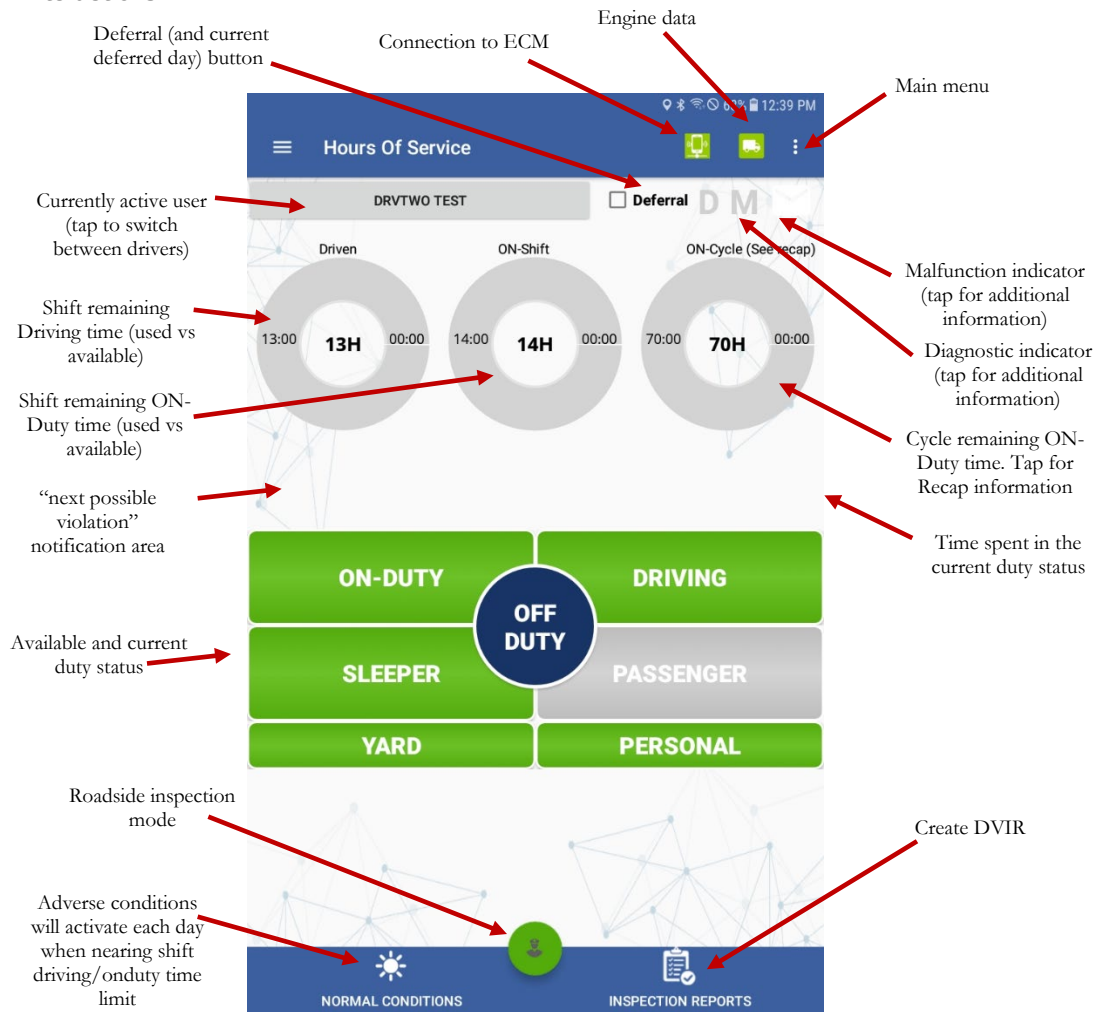 Engine data
Deferral (and current
deferred day) button
Connection to ECM
Main menu
12:39 PM
Hours Of Service
Currently active user
(tap to switch
between drivers)
DRVTWO TEST
Deferral
D M
Driven
ON-Shift
ON-Cycle (See recap)
Malfunction indicator
(tap for additional
information)
Shift remaining
Driving time (used vs
available)
13:00 13H 00:00
14:00 14H 00:00
70:00 70H 00:00
Diagnostic indicator
(tap for additional
information)
Shift remaining ON-
Duty time (used vs
available)
Cycle remaining ON-
Duty time. Tap for
Recap information
“next possible
violation”
notification area
Time spent in the
current duty status
ON-DUTY
DRIVING
OFF
DUTY
Available and current
duty status
SLEEPER
PASSENGER
YARD
PERSONAL
Roadside inspection
mode
Create DVIR
Adverse conditions
will activate each day
when nearing shift
driving/onduty time
limit
NORMAL CONDITIONS
INSPECTION REPORTS